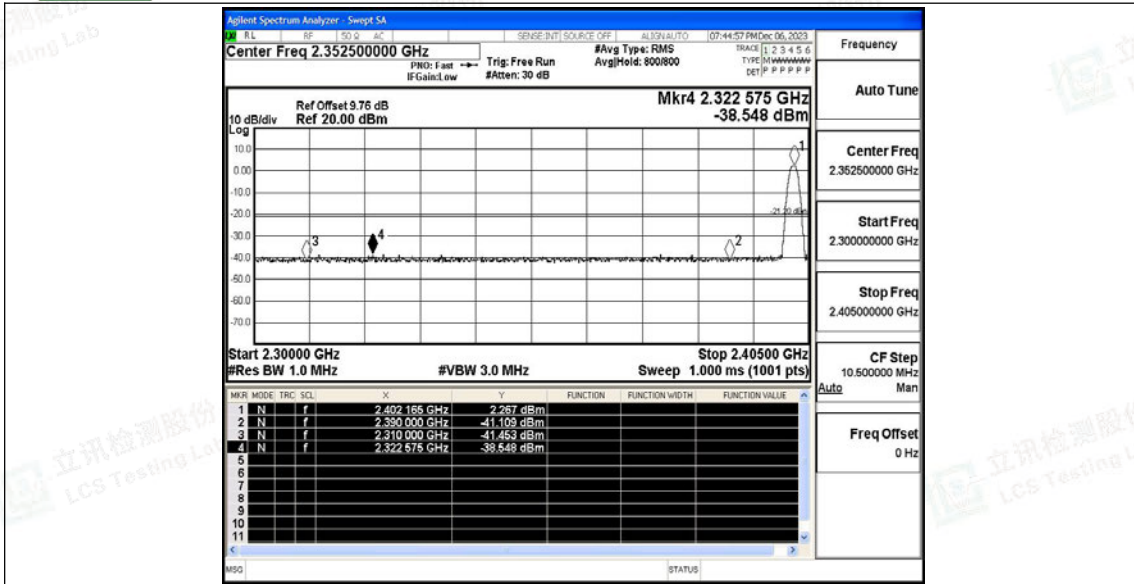 Agilent Spectrum Analyzer - Swept SA
RL RF 50 Ω AC SENSE:INT SOURCE OFF ALIGN AUTO 07:44:57 PM Dec 06, 2023
Center Freq 2.352500000 GHz
PNO: Fast
IFGain:Low
Trig: Free Run
#Atten: 30 dB
#Avg Type: RMS
Avg|Hold: 800/800
TRACE 1 2 3 4 5 6
TYPE M WWWWW
DET P P P P P P
Ref Offset 9.76 dB
Ref 20.00 dBm
10 dB/div
Log
Mkr4 2.322 575 GHz
-38.548 dBm
10.0
0.00
-10.0
-20.0
-30.0
-40.0
-50.0
-60.0
-70.0
1
2
3
4
-21.20 dBm
Start 2.30000 GHz
Stop 2.40500 GHz
#Res BW 1.0 MHz
#VBW 3.0 MHz
Sweep 1.000 ms (1001 pts)
MKR MODE TRC SCL X Y FUNCTION FUNCTION WIDTH FUNCTION VALUE
1 N f 2.402 165 GHz 2.267 dBm
2 N f 2.390 000 GHz -41.109 dBm
3 N f 2.310 000 GHz -41.453 dBm
4 N f 2.322 575 GHz -38.548 dBm
5
6
7
8
9
10
11
MSG
STATUS
Frequency
Auto Tune
Center Freq
2.352500000 GHz
Start Freq
2.300000000 GHz
Stop Freq
2.405000000 GHz
CF Step
10.500000 MHz
Auto Man
Freq Offset
0 Hz
立讯检测股份
LCS Testing Lab
立讯检测股份